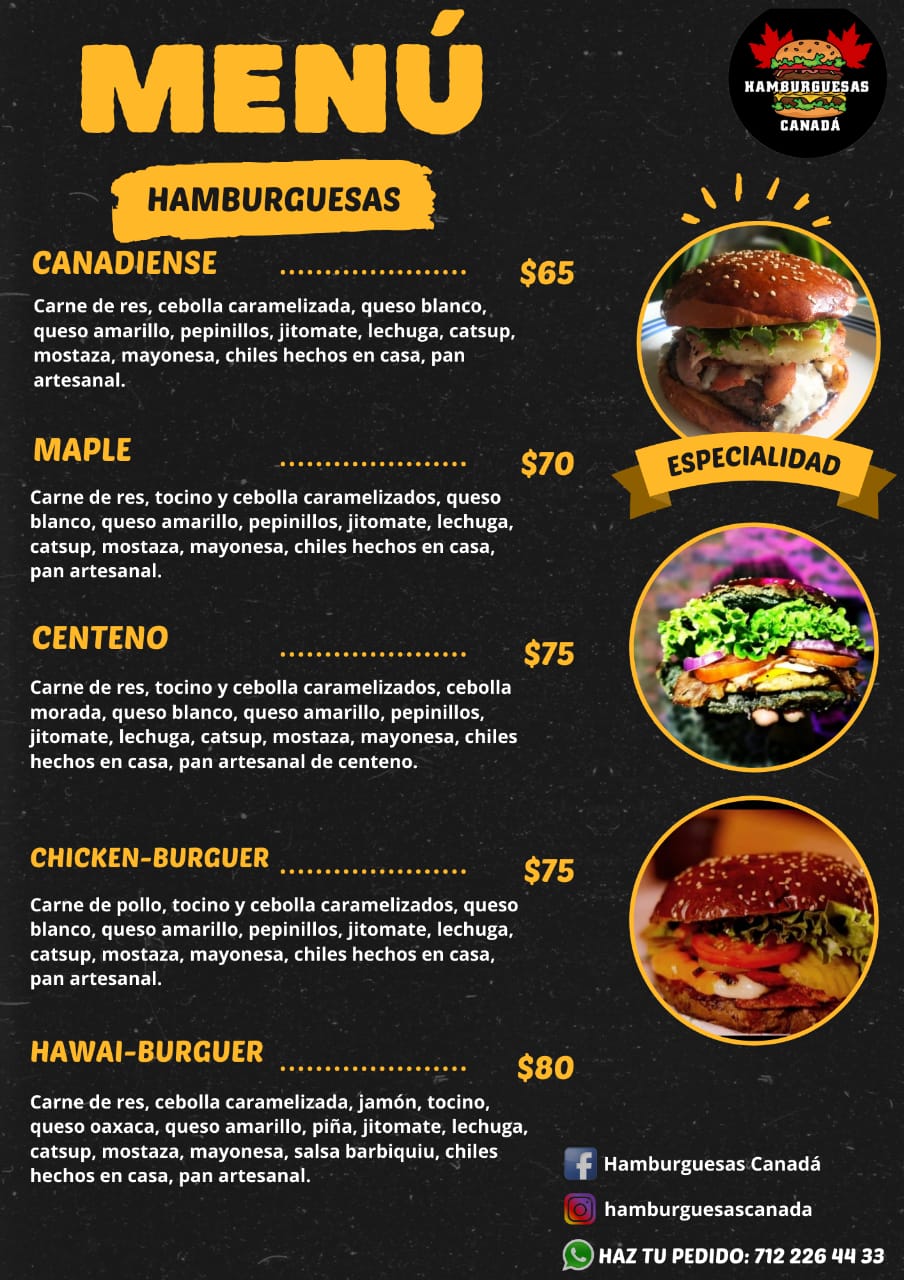 MENÚ
HAMBURGUESAS
CANADÁ
HAMBURGUESAS
CANADIENSE .................... $65
Carne de res, cebolla caramelizada, queso blanco,
queso amarillo, pepinillos, jitomate, lechuga, catsup,
mostaza, mayonesa, chiles hechos en casa, pan
artesanal.
MAPLE .................... $70
Carne de res, tocino y cebolla caramelizados, queso
blanco, queso amarillo, pepinillos, jitomate, lechuga,
catsup, mostaza, mayonesa, chiles hechos en casa,
pan artesanal.
ESPECIALIDAD
CENTENO .................... $75
Carne de res, tocino y cebolla caramelizados, cebolla
morada, queso blanco, queso amarillo, pepinillos,
jitomate, lechuga, catsup, mostaza, mayonesa, chiles
hechos en casa, pan artesanal de centeno.
CHICKEN-BURGUER .................... $75
Carne de pollo, tocino y cebolla caramelizados, queso
blanco, queso amarillo, pepinillos, jitomate, lechuga,
catsup, mostaza, mayonesa, chiles hechos en casa,
pan artesanal.
HAWAI-BURGUER .................... $80
Carne de res, cebolla caramelizada, jamón, tocino,
queso oaxaca, queso amarillo, piña, jitomate, lechuga,
catsup, mostaza, mayonesa, salsa barbiquiu, chiles
hechos en casa, pan artesanal.
Hamburguesas Canadá
hamburguesascanada
HAZ TU PEDIDO: 712 226 44 33